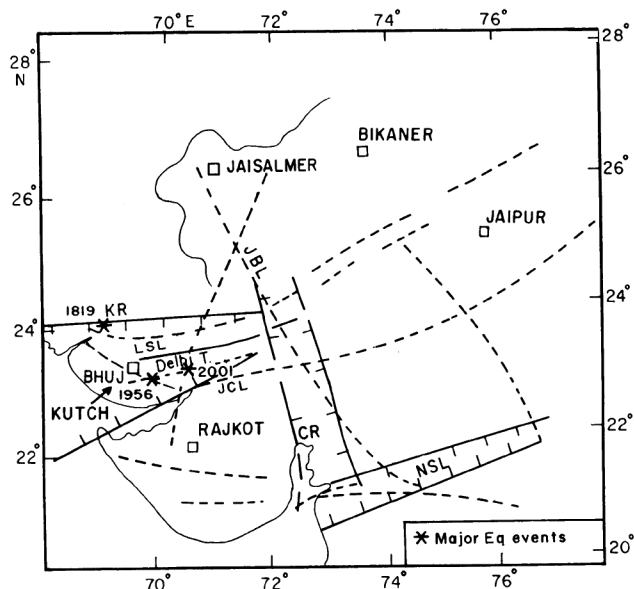 70°E 72° 74° 76°
28° 28°
N
BIKANER
JAISALMER
26° 26°
JAIPUR
JBL
1819 KR
24° 24°
LSL
Delhi T.
BHUJ 2001
1956 JCL
KUTCH
RAJKOT CR
22° 22°
NSL
* Major Eq events
20°
70° 72° 74° 76°